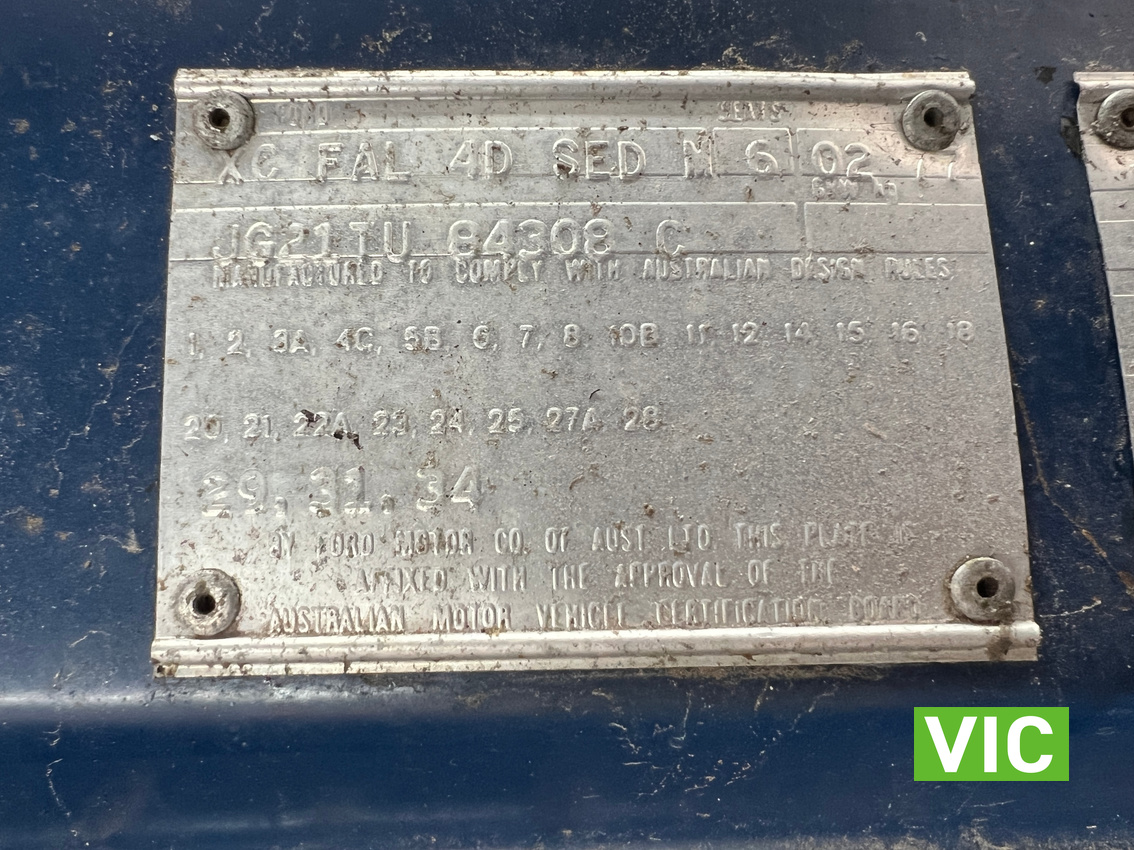 FORD SEATS
XC FAL 4D SED M 6 02 77
GVM KG
JG21TU 84308 C
MANUFACTURED TO COMPLY WITH AUSTRALIAN DESIGN RULES
1, 2, 3A, 4C, 5B, 6, 7, 8, 10B, 11, 12, 14, 15, 16, 18
20, 21, 22A, 23, 24, 25, 27A, 28
29, 31, 34
BY FORD MOTOR CO. OF AUST. LTD. THIS PLATE IS
AFFIXED WITH THE APPROVAL OF THE
AUSTRALIAN MOTOR VEHICLE CERTIFICATION BOARD
VIC